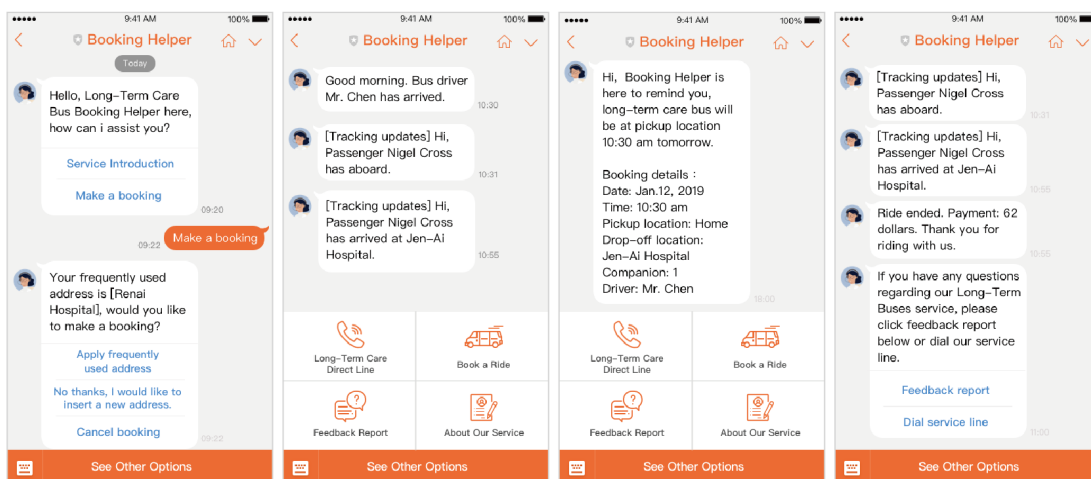 9:41 AM
100%
Booking Helper
Today
Hello, Long-Term Care
Bus Booking Helper here,
how can i assist you?
Service Introduction
Make a booking
09:20
Make a booking
09:22
Your frequently used
address is [Renai
Hospital], would you like
to make a booking?
Apply frequently
used address
No thanks, I would like to
insert a new address.
Cancel booking
09:22
See Other Options
9:41 AM
100%
Booking Helper
Good morning. Bus driver
Mr. Chen has arrived.
10:30
[Tracking updates] Hi,
Passenger Nigel Cross
has aboard.
10:31
[Tracking updates] Hi,
Passenger Nigel Cross
has arrived at Jen-Ai
Hospital.
10:55
Long-Term Care
Direct Line
Book a Ride
Feedback Report
About Our Service
See Other Options
9:41 AM
100%
Booking Helper
Hi, Booking Helper is
here to remind you,
long-term care bus will
be at pickup location
10:30 am tomorrow.
Booking details :
Date: Jan.12, 2019
Time: 10:30 am
Pickup location: Home
Drop-off location:
Jen-Ai Hospital
Companion: 1
Driver: Mr. Chen
18:00
Long-Term Care
Direct Line
Book a Ride
Feedback Report
About Our Service
See Other Options
9:41 AM
100%
Booking Helper
[Tracking updates] Hi,
Passenger Nigel Cross
has aboard.
10:31
[Tracking updates] Hi,
Passenger Nigel Cross
has arrived at Jen-Ai
Hospital.
10:55
Ride ended. Payment: 62
dollars. Thank you for
riding with us.
10:55
If you have any questions
regarding our Long-Term
Buses service, please
click feedback report
below or dial our service
line.
Feedback report
Dial service line
11:00
See Other Options